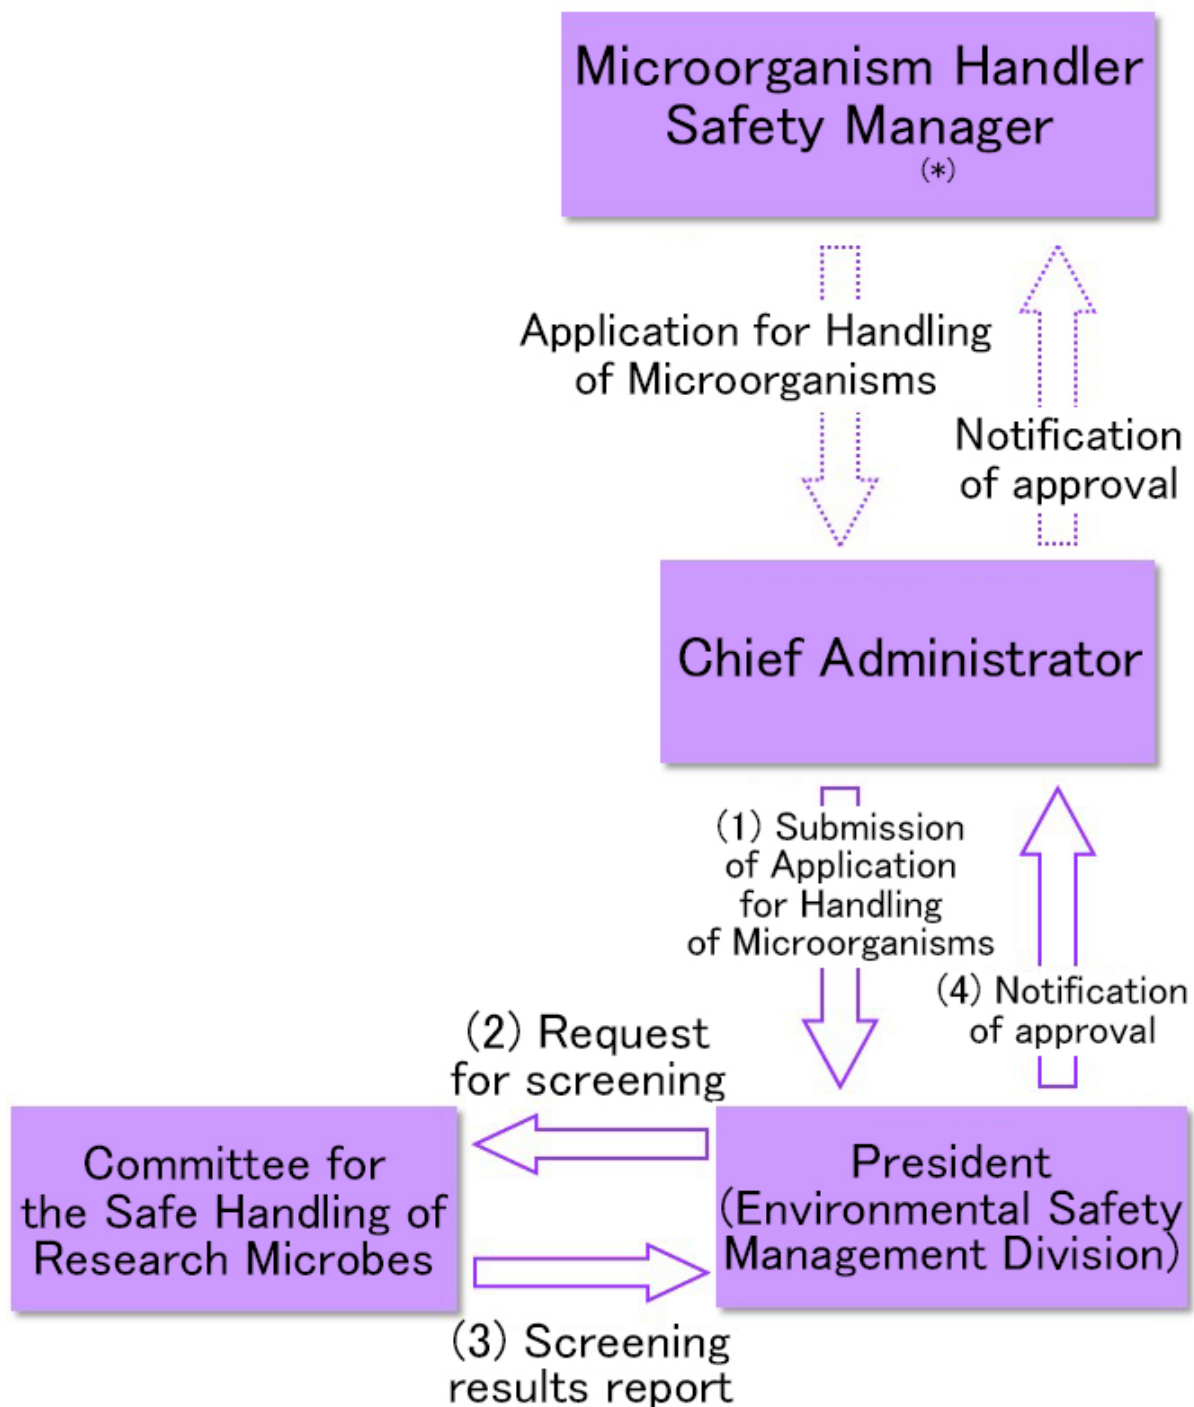 Microorganism Handler
Safety Manager
(*)
Application for Handling
of Microorganisms
Notification
of approval
Chief Administrator
(1) Submission
of Application
for Handling
of Microorganisms
(4) Notification
of approval
(2) Request
for screening
Committee for
the Safe Handling of
Research Microbes
President
(Environmental Safety
Management Division)
(3) Screening
results report